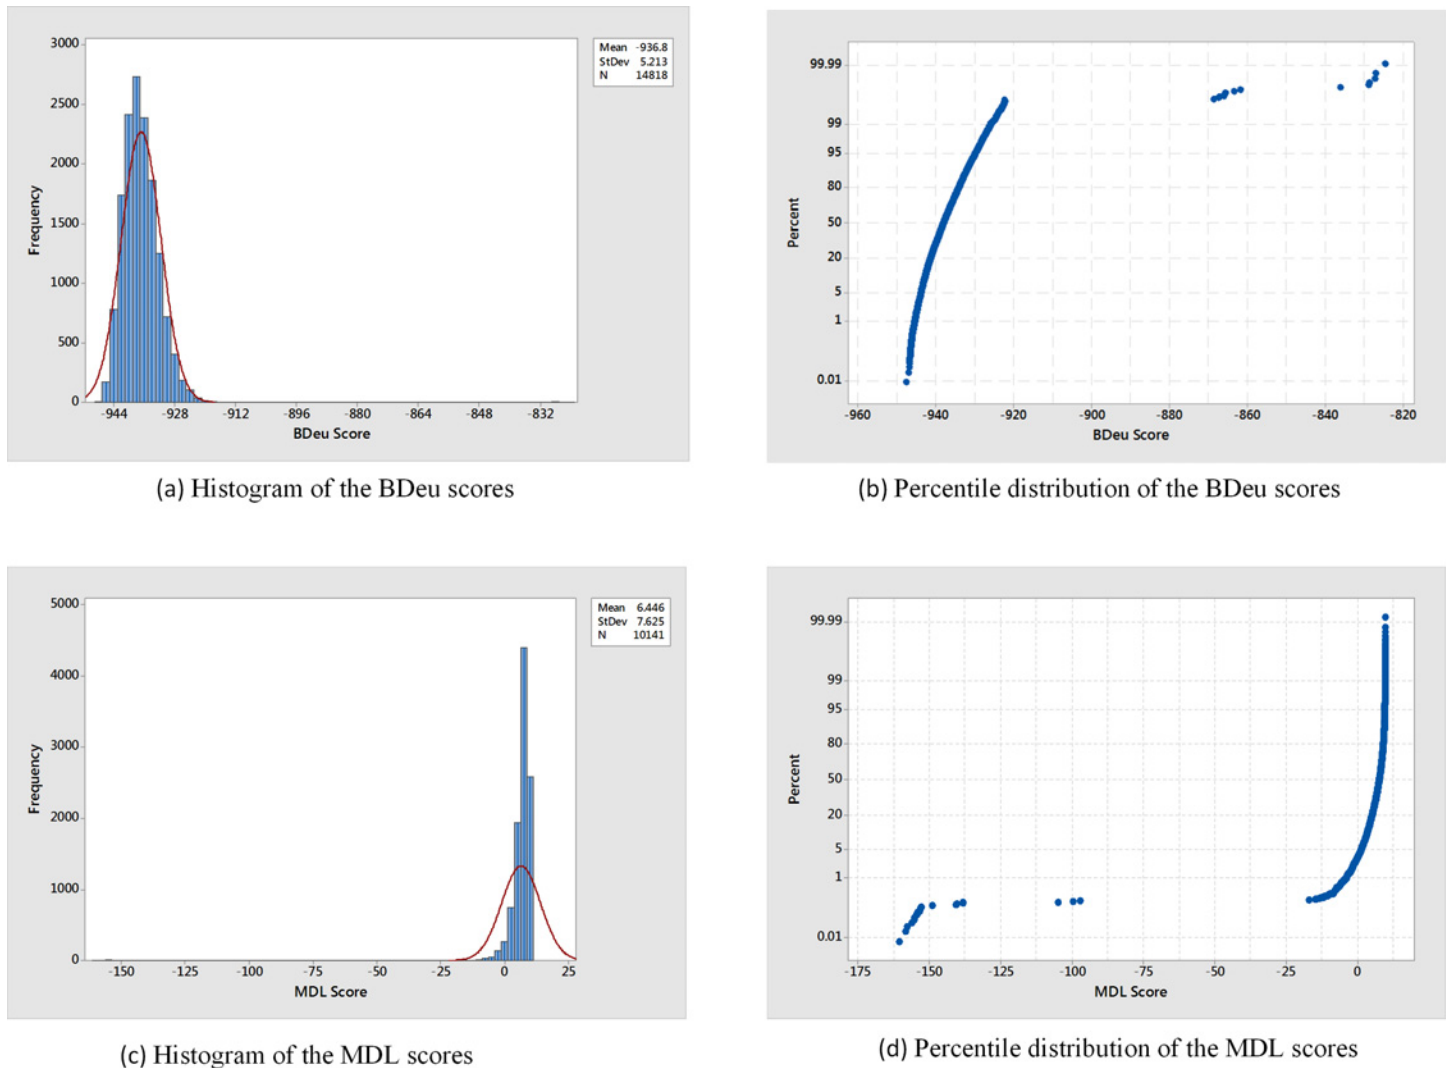 3000
2500
2000
1500
1000
500
0
Frequency
-944 -928 -912 -896 -880 -864 -848 -832
BDeu Score
Mean -936.8
StDev 5.213
N 14818
(a) Histogram of the BDeu scores
99.99
99
95
80
50
20
5
1
0.01
Percent
-960 -940 -920 -900 -880 -860 -840 -820
BDeu Score
(b) Percentile distribution of the BDeu scores
5000
4000
3000
2000
1000
0
Frequency
-150 -125 -100 -75 -50 -25 0 25
MDL Score
Mean 6.446
StDev 7.625
N 10141
(c) Histogram of the MDL scores
99.99
99
95
80
50
20
5
1
0.01
Percent
-175 -150 -125 -100 -75 -50 -25 0
MDL Score
(d) Percentile distribution of the MDL scores